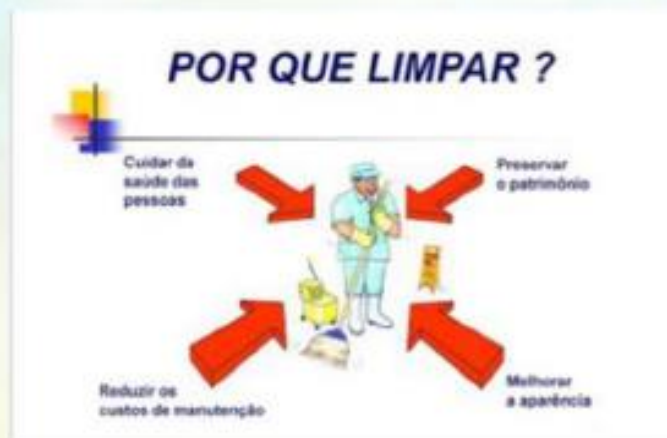 POR QUE LIMPAR ?
Cuidar da
saúde das
pessoas
Preservar
o patrimônio
Reduzir os
custos de manutenção
Melhorar
a aparência